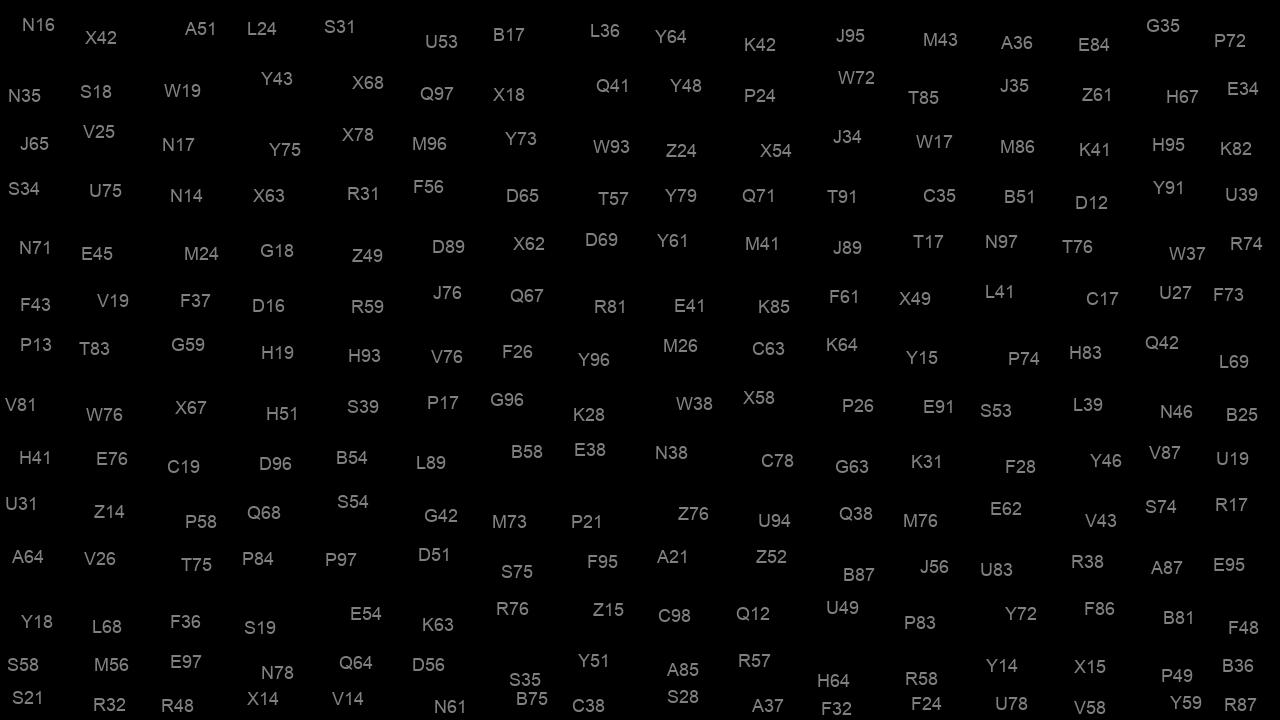 N16 X42 A51 L24 S31 U53 B17 L36 Y64 K42 J95 M43 A36 E84 G35 P72
N35 S18 W19 Y43 X68 Q97 X18 Q41 Y48 P24 W72 T85 J35 Z61 H67 E34
J65 V25 N17 Y75 X78 M96 Y73 W93 Z24 X54 J34 W17 M86 K41 H95 K82
S34 U75 N14 X63 R31 F56 D65 T57 Y79 Q71 T91 C35 B51 D12 Y91 U39
N71 E45 M24 G18 Z49 D89 X62 D69 Y61 M41 J89 T17 N97 T76 W37 R74
F43 V19 F37 D16 R59 J76 Q67 R81 E41 K85 F61 X49 L41 C17 U27 F73
P13 T83 G59 H19 H93 V76 F26 Y96 M26 C63 K64 Y15 P74 H83 Q42 L69
V81 W76 X67 H51 S39 P17 G96 K28 W38 X58 P26 E91 S53 L39 N46 B25
H41 E76 C19 D96 B54 L89 B58 E38 N38 C78 G63 K31 F28 Y46 V87 U19
U31 Z14 P58 Q68 S54 G42 M73 P21 Z76 U94 Q38 M76 E62 V43 S74 R17
A64 V26 T75 P84 P97 D51 S75 F95 A21 Z52 B87 J56 U83 R38 A87 E95
Y18 L68 F36 S19 E54 K63 R76 Z15 C98 Q12 U49 P83 Y72 F86 B81 F48
S58 M56 E97 N78 Q64 D56 S35 Y51 A85 R57 H64 R58 Y14 X15 P49 B36
S21 R32 R48 X14 V14 N61 B75 C38 S28 A37 F32 F24 U78 V58 Y59 R87